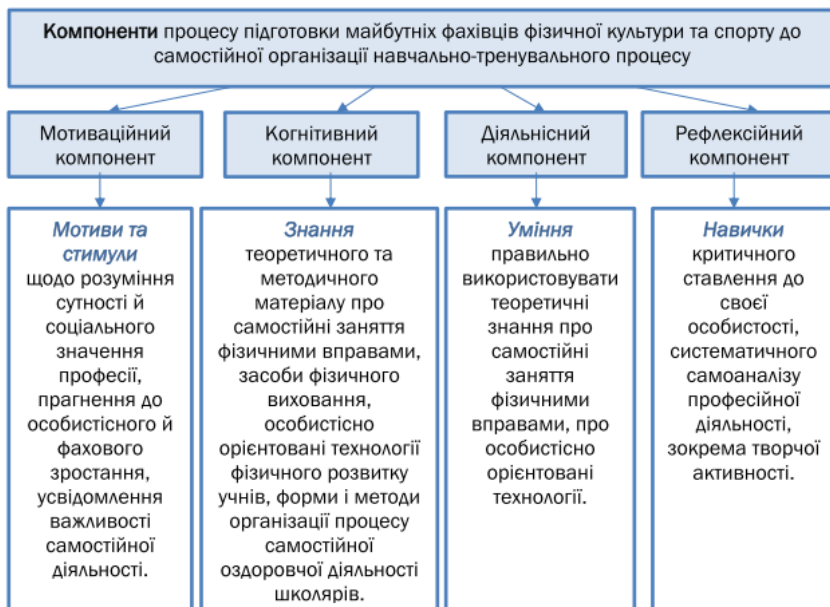 Компоненти процесу підготовки майбутніх фахівців фізичної культури та спорту до
самостійної організації навчально-тренувального процесу
Мотиваційний
компонент
Когнітивний
компонент
Діяльнісний
компонент
Рефлексійний
компонент
Мотиви та
стимули
щодо розуміння
сутності й
соціального
значення
професії,
прагнення до
особистісного й
фахового
зростання,
усвідомлення
важливості
самостійної
діяльності.
Знання
теоретичного та
методичного
матеріалу про
самостійні заняття
фізичними вправами,
засоби фізичного
виховання,
особистісно
орієнтовані технології
фізичного розвитку
учнів, форми і методи
організації процесу
самостійної
оздоровчої діяльності
школярів.
Уміння
правильно
використовувати
теоретичні
знання про
самостійні
заняття
фізичними
вправами, про
особистісно
орієнтовані
технології.
Навички
критичного
ставлення до
своєї
особистості,
систематичного
самоаналізу
професійної
діяльності,
зокрема творчої
активності.